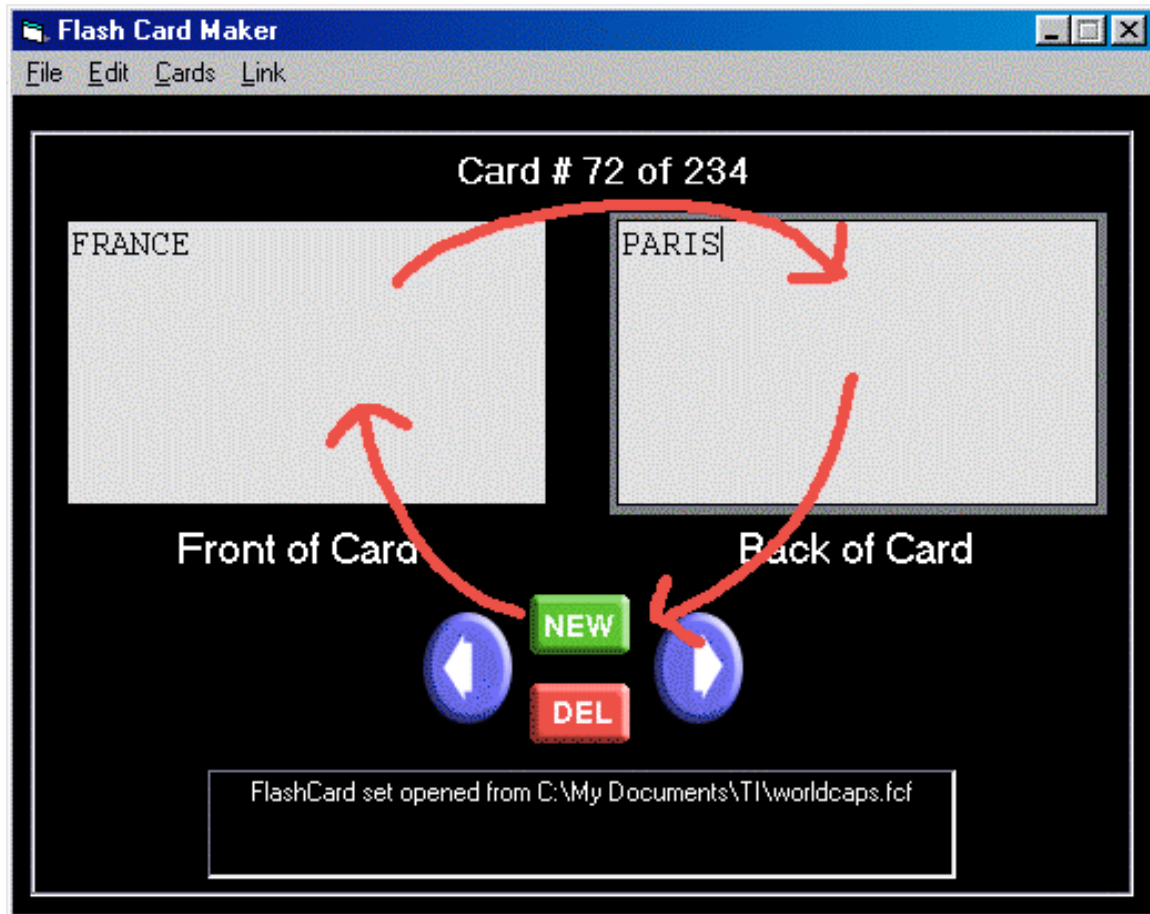 Flash Card Maker
File Edit Cards Link
Card # 72 of 234
FRANCE
PARIS
Front of Card
Back of Card
NEW
DEL
FlashCard set opened from C:\My Documents\TI\worldcaps.fcf